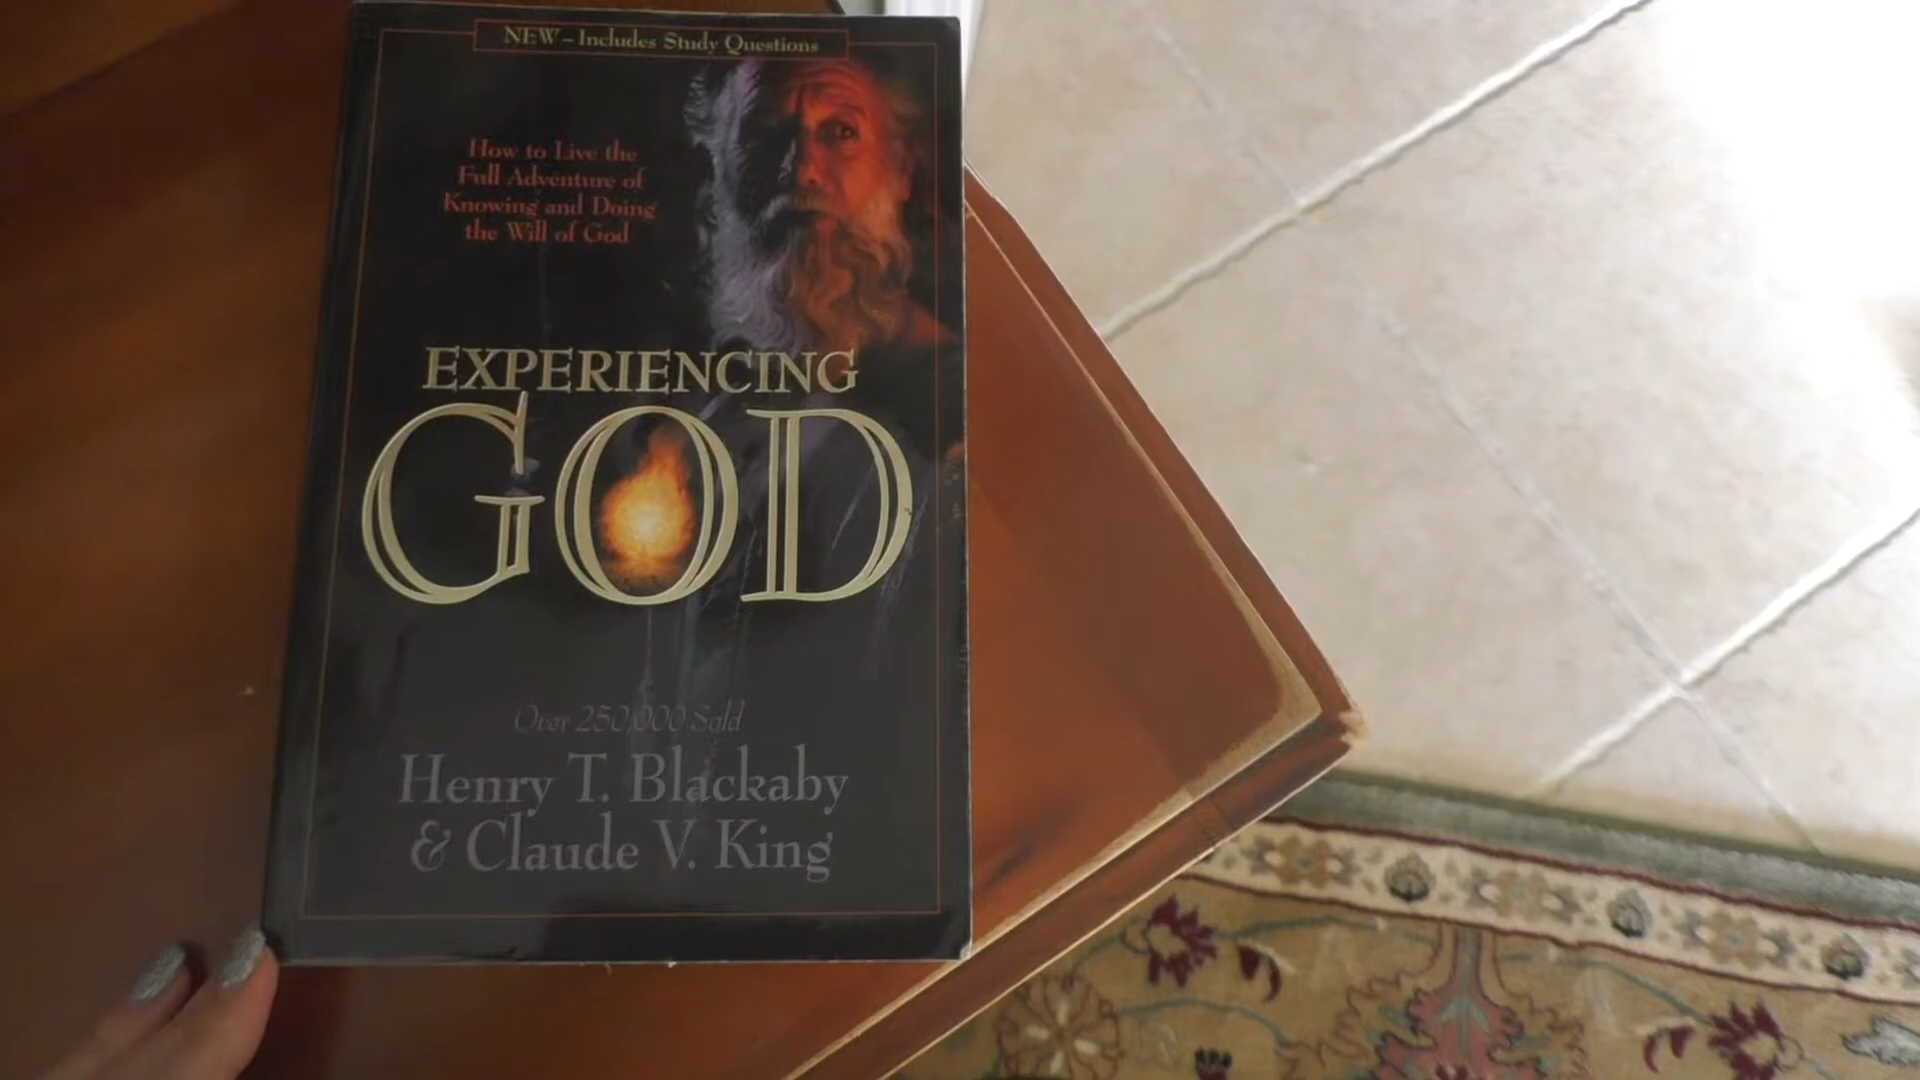 NEW – Includes Study Questions
How to Live the
Full Adventure of
Knowing and Doing
the Will of God
EXPERIENCING
GOD
Over 250,000 Sold
Henry T. Blackaby
& Claude V. King